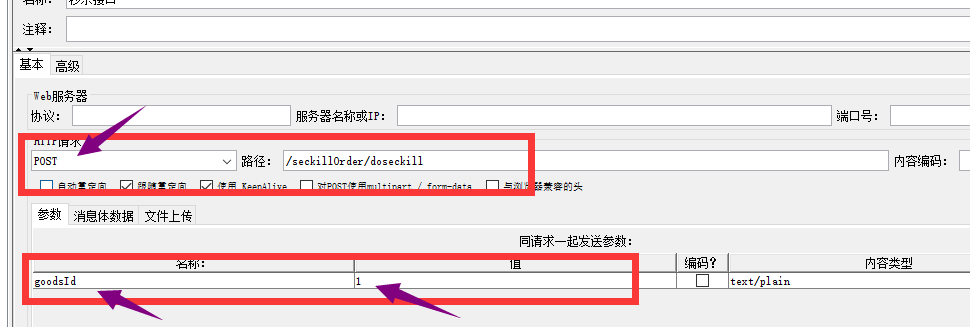 名称: 秒杀接口
注释:
基本 高级
Web服务器
协议: 服务器名称或IP: 端口号:
HTTP请求
POST 路径: /seckillOrder/doseckill 内容编码:
自动重定向 跟随重定向 使用 KeepAlive 对POST使用multipart / form-data 与浏览器兼容的头
参数 消息体数据 文件上传
同请求一起发送参数:
名称: 值 编码? 内容类型
goodsId 1 text/plain